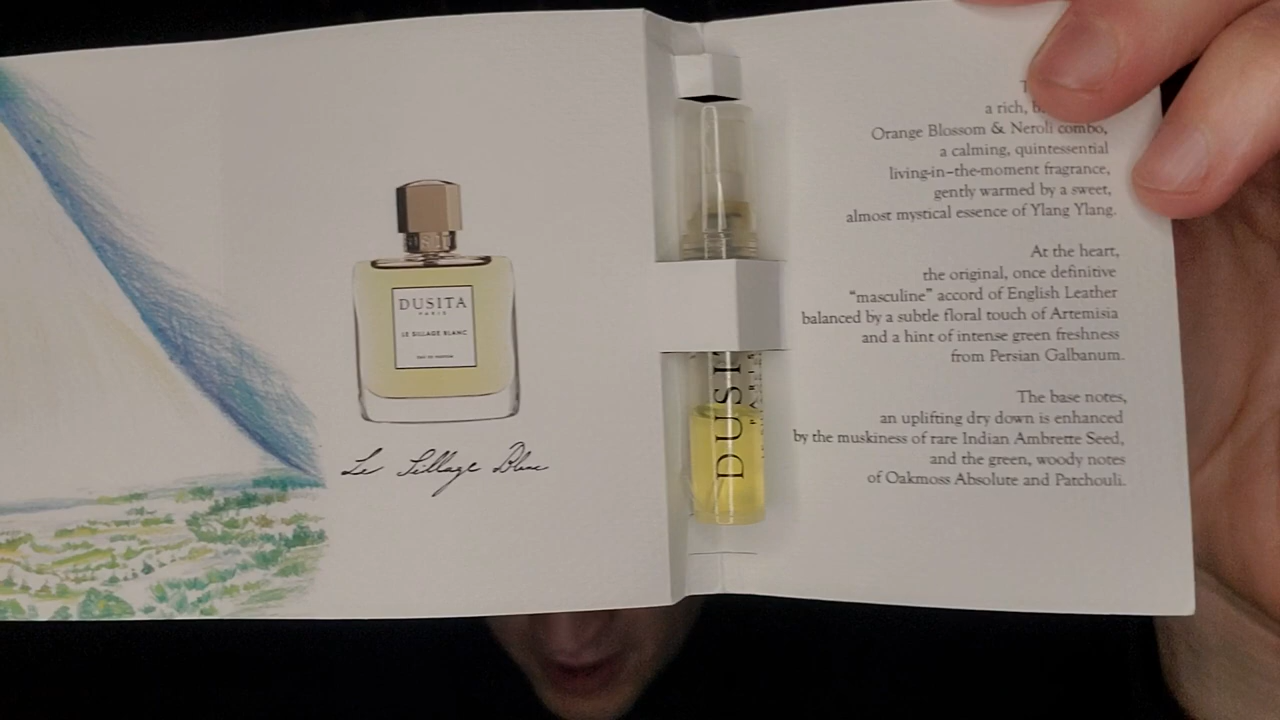 DUSITA
PARIS
LE SILLAGE BLANC
EAU DE PARFUM
Le Sillage Blanc
DUSI
PARIS
a rich,
Orange Blossom & Neroli combo,
a calming, quintessential
living-in-the-moment fragrance,
gently warmed by a sweet,
almost mystical essence of Ylang Ylang.
At the heart,
the original, once definitive
“masculine” accord of English Leather
balanced by a subtle floral touch of Artemisia
and a hint of intense green freshness
from Persian Galbanum.
The base notes,
an uplifting dry down is enhanced
by the muskiness of rare Indian Ambrette Seed,
and the green, woody notes
of Oakmoss Absolute and Patchouli.